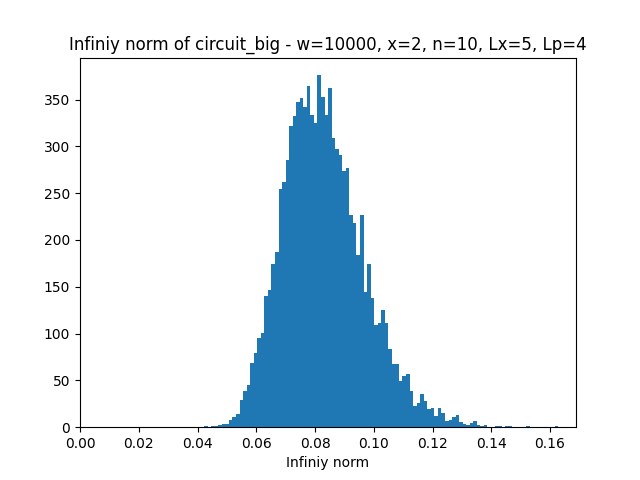 Infiniy norm of circuit_big - w=10000, x=2, n=10, Lx=5, Lp=4
350
300
250
200
150
100
50
0
0.00 0.02 0.04 0.06 0.08 0.10 0.12 0.14 0.16
Infiniy norm